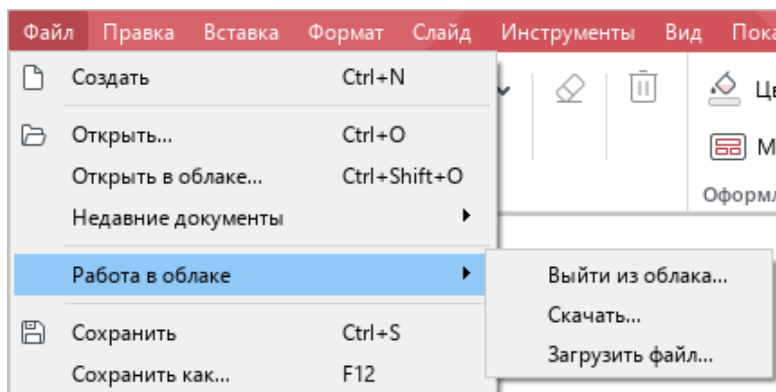 Файл Правка Вставка Формат Слайд Инструменты Вид
Создать Ctrl+N
Открыть... Ctrl+O
Открыть в облаке... Ctrl+Shift+O
Недавние документы
Работа в облаке
Выйти из облака...
Скачать...
Загрузить файл...
Сохранить Ctrl+S
Сохранить как... F12